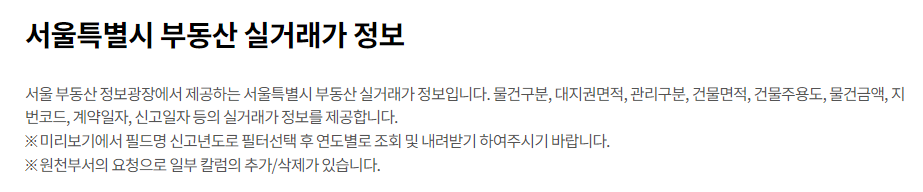 서울특별시 부동산 실거래가 정보
서울 부동산 정보광장에서 제공하는 서울특별시 부동산 실거래가 정보입니다. 물건구분, 대지권면적, 관리구분, 건물면적, 건물주용도, 물건금액, 지
번코드, 계약일자, 신고일자 등의 실거래가 정보를 제공합니다.
※ 미리보기에서 필드명 신고년도로 필터선택 후 연도별로 조회 및 내려받기 하여주시기 바랍니다.
※ 원천부서의 요청으로 일부 칼럼의 추가/삭제가 있습니다.